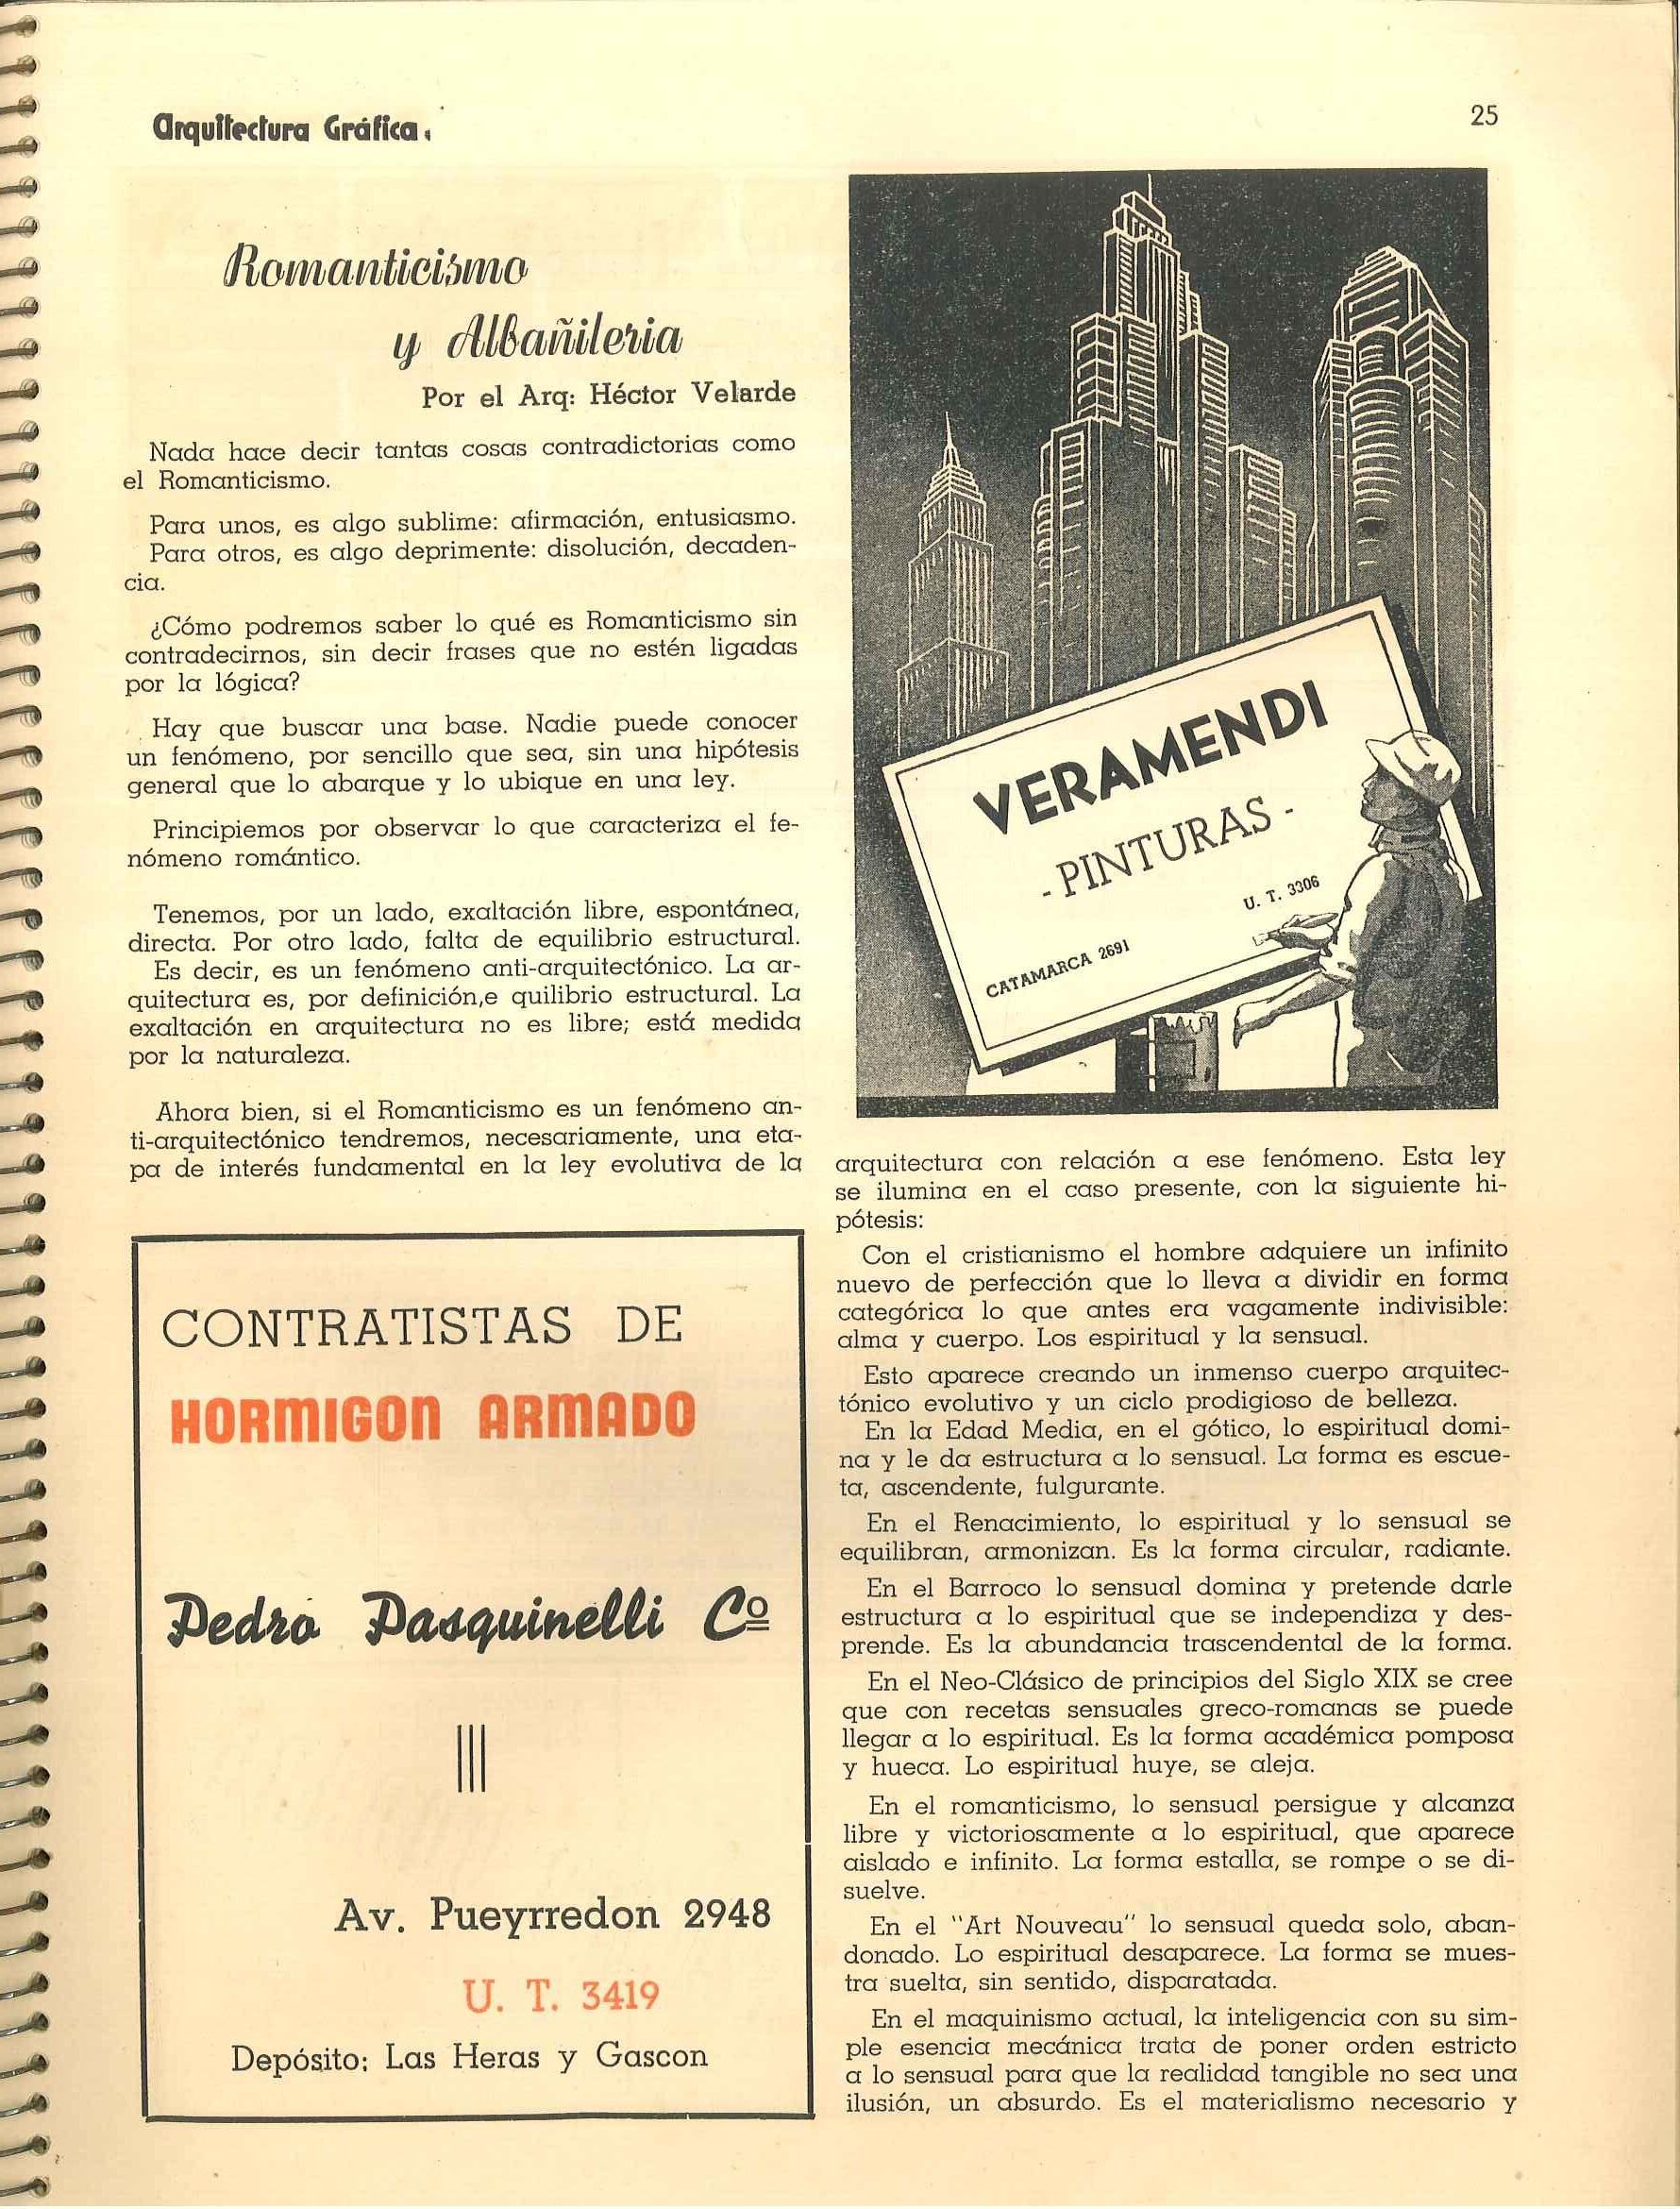 Arquitectura Gráfica.
25
Romanticismo
y Albañileria
Por el Arq: Héctor Velarde
Nada hace decir tantas cosas contradictorias como
el Romanticismo.
Para unos, es algo sublime: afirmación, entusiasmo.
Para otros, es algo deprimente: disolución, decaden-
cia.
¿Cómo podremos saber lo qué es Romanticismo sin
contradecirnos, sin decir frases que no estén ligadas
por la lógica?
Hay que buscar una base. Nadie puede conocer
un fenómeno, por sencillo que sea, sin una hipótesis
general que lo abarque y lo ubique en una ley.
Principiemos por observar lo que caracteriza el fe-
nómeno romántico.
Tenemos, por un lado, exaltación libre, espontánea,
directa. Por otro lado, falta de equilibrio estructural.
Es decir, es un fenómeno anti-arquitectónico. La ar-
quitectura es, por definición,e quilibrio estructural. La
exaltación en arquitectura no es libre; está medida
por la naturaleza.
Ahora bien, si el Romanticismo es un fenómeno an-
ti-arquitectónico tendremos, necesariamente, una eta-
pa de interés fundamental en la ley evolutiva de la
CONTRATISTAS DE
HORMIGON ARMADO
Pedro Pasquinelli Cº
Av. Pueyrredon 2948
U. T. 3419
Depósito: Las Heras y Gascon
VERAMENDI
- PINTURAS -
U. T. 3306
CATAMARCA 2691
arquitectura con relación a ese fenómeno. Esta ley
se ilumina en el caso presente, con la siguiente hi-
pótesis:
Con el cristianismo el hombre adquiere un infinito
nuevo de perfección que lo lleva a dividir en forma
categórica lo que antes era vagamente indivisible:
alma y cuerpo. Los espiritual y la sensual.
Esto aparece creando un inmenso cuerpo arquitec-
tónico evolutivo y un ciclo prodigioso de belleza.
En la Edad Media, en el gótico, lo espiritual domi-
na y le da estructura a lo sensual. La forma es escue-
ta, ascendente, fulgurante.
En el Renacimiento, lo espiritual y lo sensual se
equilibran, armonizan. Es la forma circular, radiante.
En el Barroco lo sensual domina y pretende darle
estructura a lo espiritual que se independiza y des-
prende. Es la abundancia trascendental de la forma.
En el Neo-Clásico de principios del Siglo XIX se cree
que con recetas sensuales greco-romanas se puede
llegar a lo espiritual. Es la forma académica pomposa
y hueca. Lo espiritual huye, se aleja.
En el romanticismo, lo sensual persigue y alcanza
libre y victoriosamente a lo espiritual, que aparece
aislado e infinito. La forma estalla, se rompe o se di-
suelve.
En el "Art Nouveau" lo sensual queda solo, aban-
donado. Lo espiritual desaparece. La forma se mues-
tra suelta, sin sentido, disparatada.
En el maquinismo actual, la inteligencia con su sim-
ple esencia mecánica trata de poner orden estricto
a lo sensual para que la realidad tangible no sea una
ilusión, un absurdo. Es el materialismo necesario y